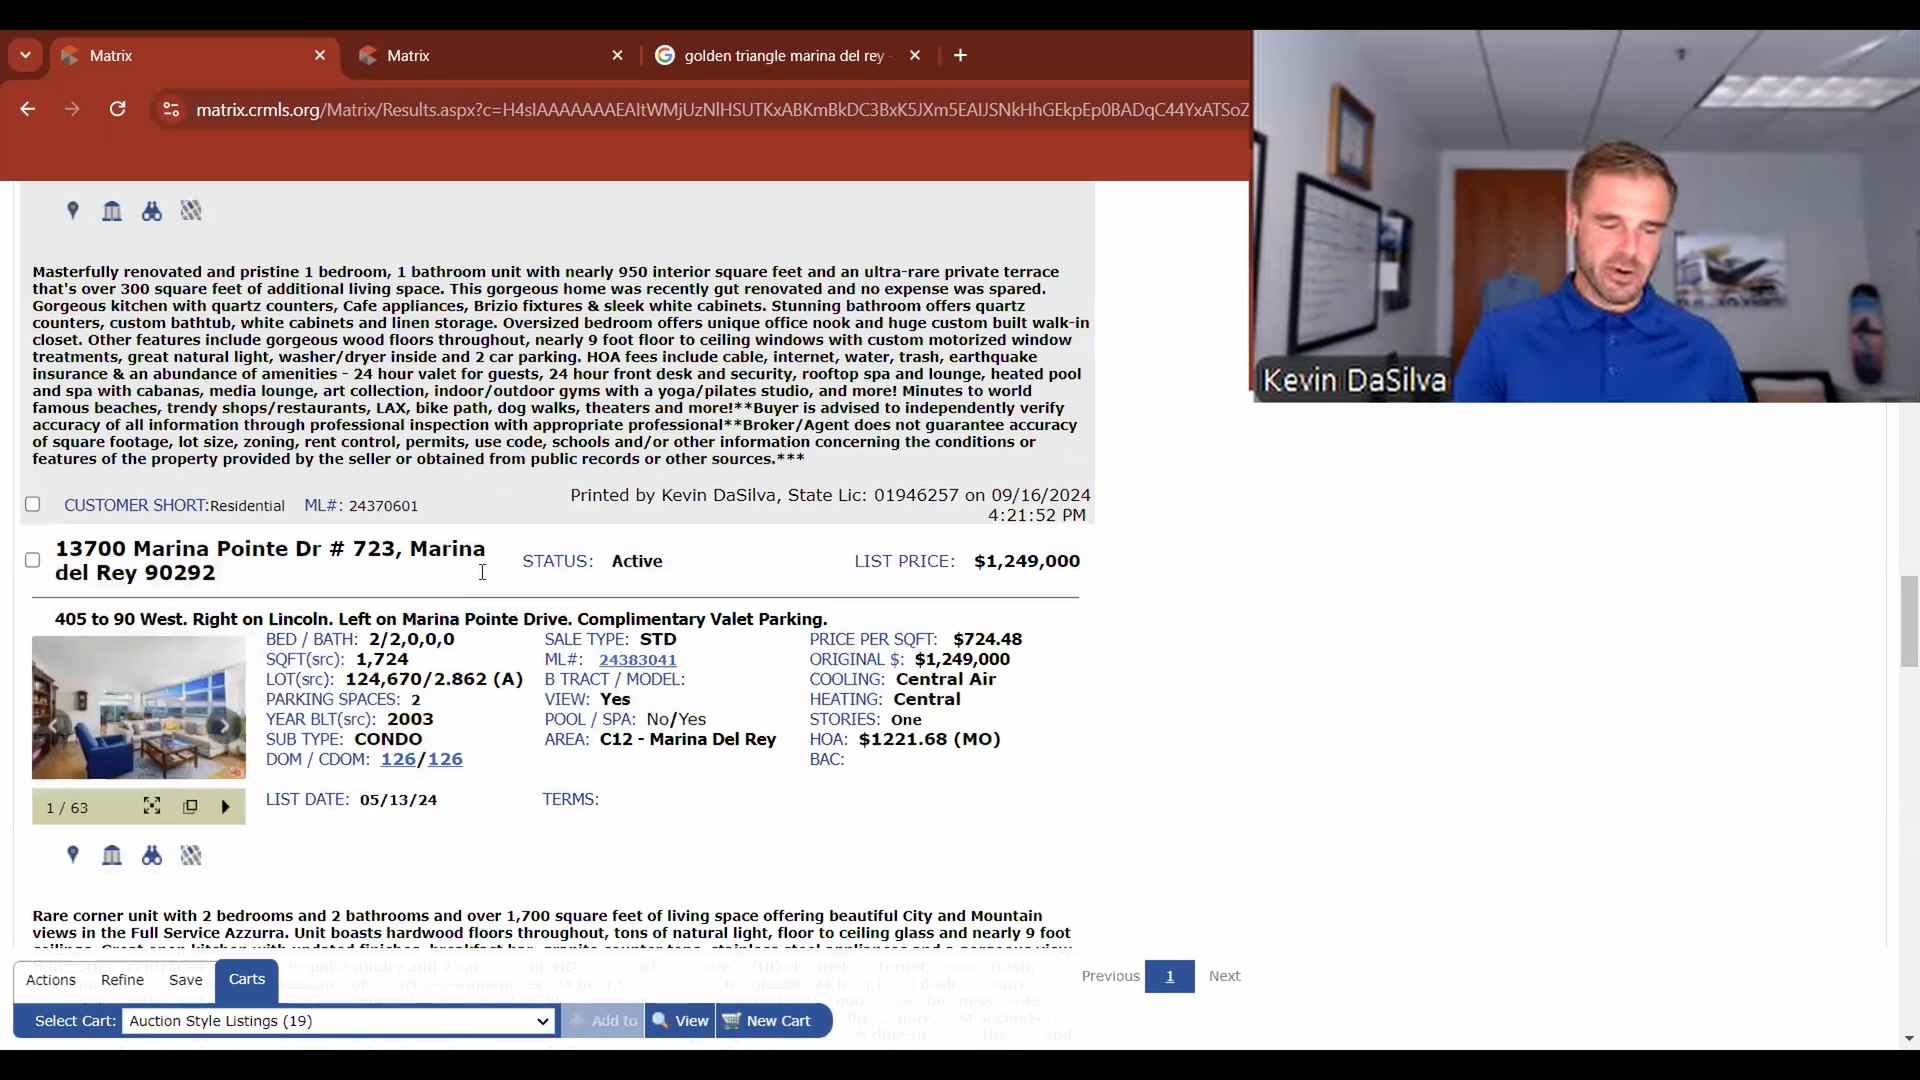 Matrix
Matrix
golden triangle marina del rey -
matrix.crmls.org/Matrix/Results.aspx?c=H4sIAAAAAAAEAItWMjUzNlHSUTKxABKmBkDC3BxK5JXm5EAIJSNkHhGEkpEp0BADqC44YxATSoZ
Masterfully renovated and pristine 1 bedroom, 1 bathroom unit with nearly 950 interior square feet and an ultra-rare private terrace
that's over 300 square feet of additional living space. This gorgeous home was recently gut renovated and no expense was spared.
Gorgeous kitchen with quartz counters, Cafe appliances, Brizio fixtures & sleek white cabinets. Stunning bathroom offers quartz
counters, custom bathtub, white cabinets and linen storage. Oversized bedroom offers unique office nook and huge custom built walk-in
closet. Other features include gorgeous wood floors throughout, nearly 9 foot floor to ceiling windows with custom motorized window
treatments, great natural light, washer/dryer inside and 2 car parking. HOA fees include cable, internet, water, trash, earthquake
insurance & an abundance of amenities - 24 hour valet for guests, 24 hour front desk and security, rooftop spa and lounge, heated pool
and spa with cabanas, media lounge, art collection, indoor/outdoor gyms with a yoga/pilates studio, and more! Minutes to world
famous beaches, trendy shops/restaurants, LAX, bike path, dog walks, theaters and more!**Buyer is advised to independently verify
accuracy of all information through professional inspection with appropriate professional**Broker/Agent does not guarantee accuracy
of square footage, lot size, zoning, rent control, permits, use code, schools and/or other information concerning the conditions or
features of the property provided by the seller or obtained from public records or other sources.***
CUSTOMER SHORT:Residential ML#: 24370601
Printed by Kevin DaSilva, State Lic: 01946257 on 09/16/2024
4:21:52 PM
13700 Marina Pointe Dr # 723, Marina
del Rey 90292
STATUS: Active
LIST PRICE: $1,249,000
405 to 90 West. Right on Lincoln. Left on Marina Pointe Drive. Complimentary Valet Parking.
BED / BATH: 2/2,0,0,0
SQFT(src): 1,724
LOT(src): 124,670/2.862 (A)
PARKING SPACES: 2
YEAR BLT(src): 2003
SUB TYPE: CONDO
DOM / CDOM: 126/126
LIST DATE: 05/13/24
SALE TYPE: STD
ML#: 24383041
B TRACT / MODEL:
VIEW: Yes
POOL / SPA: No/Yes
AREA: C12 - Marina Del Rey
TERMS:
PRICE PER SQFT: $724.48
ORIGINAL $: $1,249,000
COOLING: Central Air
HEATING: Central
STORIES: One
HOA: $1221.68 (MO)
BAC:
1 / 63
Rare corner unit with 2 bedrooms and 2 bathrooms and over 1,700 square feet of living space offering beautiful City and Mountain
views in the Full Service Azzurra. Unit boasts hardwood floors throughout, tons of natural light, floor to ceiling glass and nearly 9 foot
Actions Refine Save Carts
Previous 1 Next
Select Cart: Auction Style Listings (19)
Add to View New Cart
Kevin DaSilva